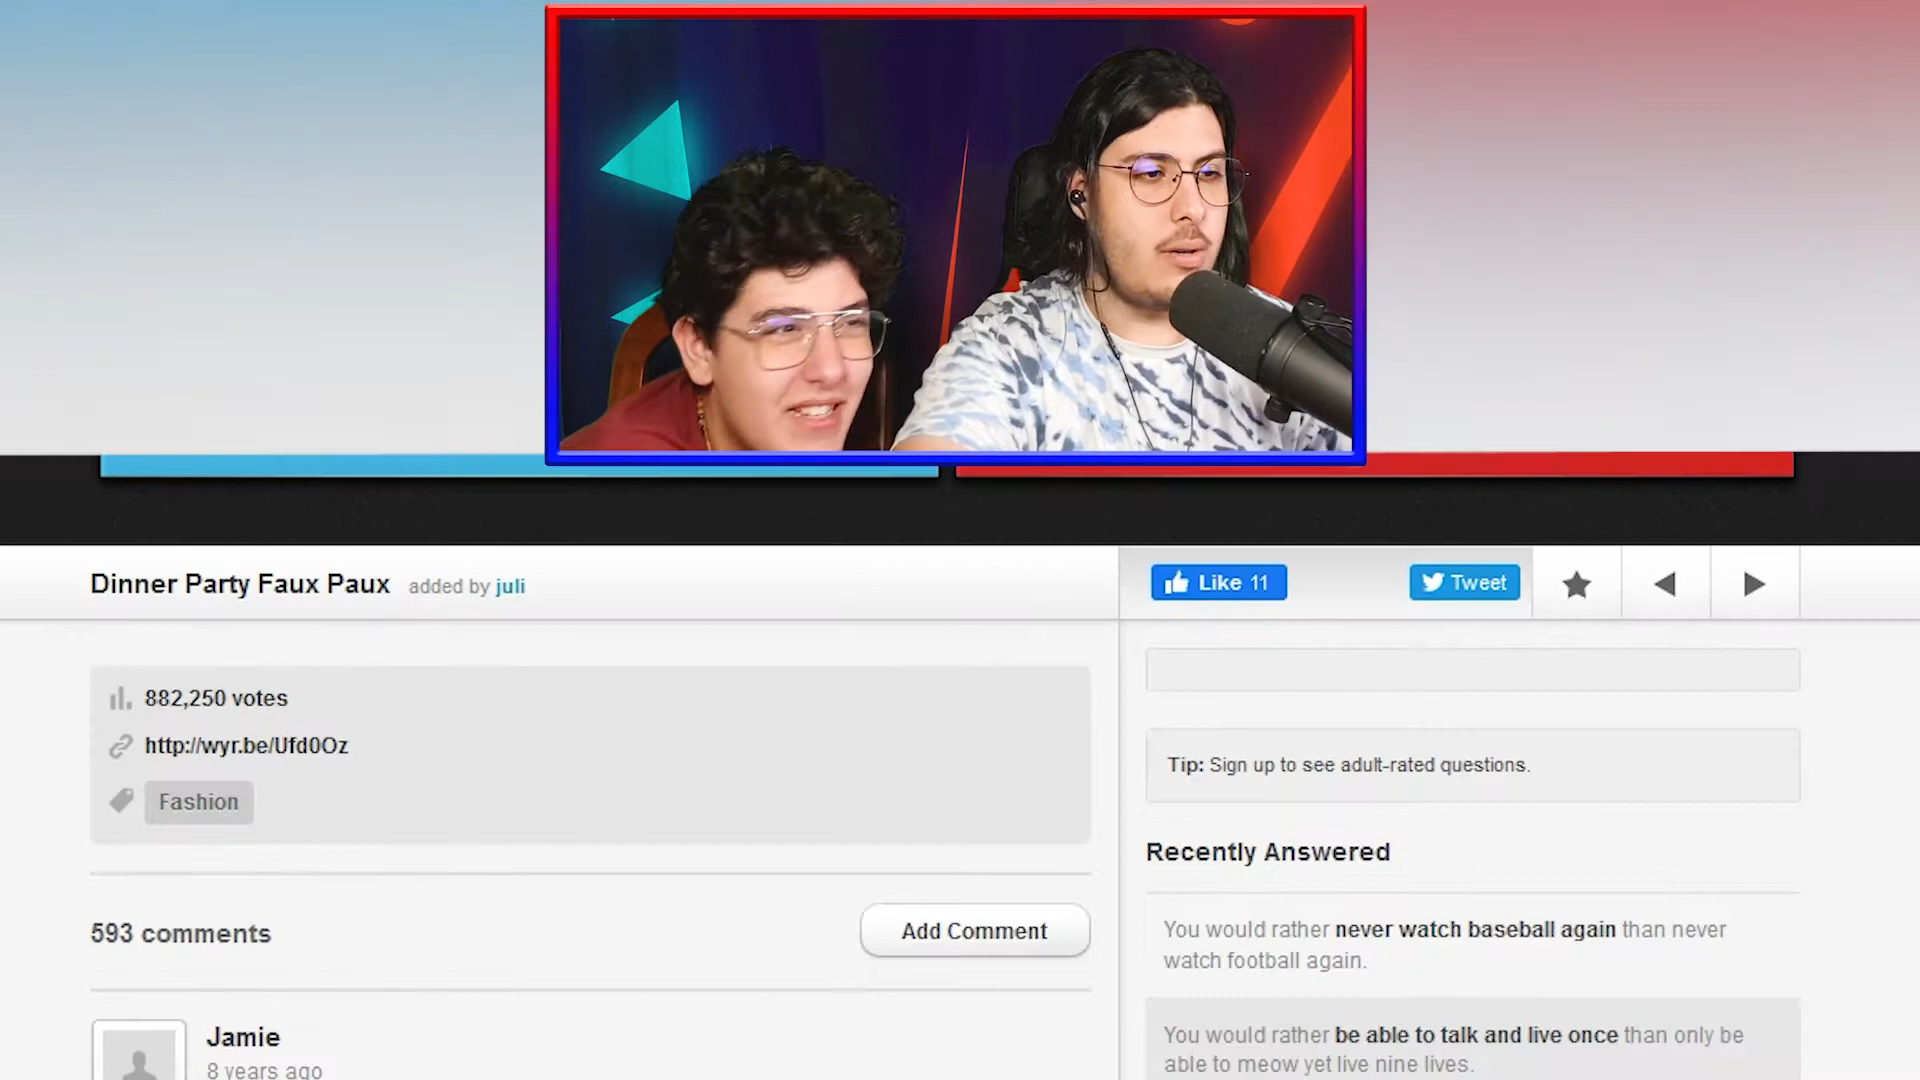 Dinner Party Faux Paux added by juli
Like 11
Tweet
882,250 votes
http://wyr.be/Ufd0Oz
Fashion
593 comments
Add Comment
Jamie
8 years ago
Tip: Sign up to see adult-rated questions.
Recently Answered
You would rather never watch baseball again than never
watch football again.
You would rather be able to talk and live once than only be
able to meow yet live nine lives.